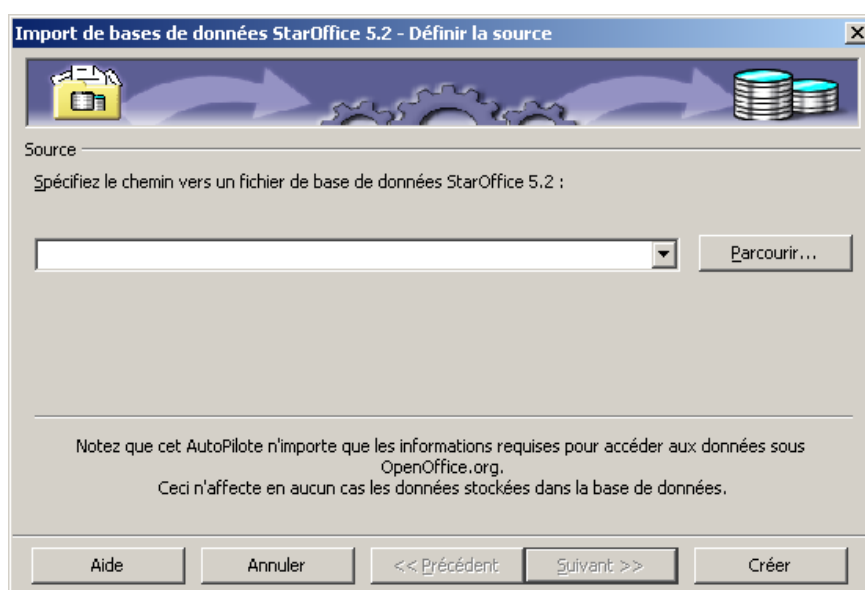 Import de bases de données StarOffice 5.2 - Définir la source
Source
Spécifiez le chemin vers un fichier de base de données StarOffice 5.2 :
Parcourir...
Notez que cet AutoPilote n'importe que les informations requises pour accéder aux données sous
OpenOffice.org.
Ceci n'affecte en aucun cas les données stockées dans la base de données.
Aide
Annuler
<< Précédent
Suivant >>
Créer